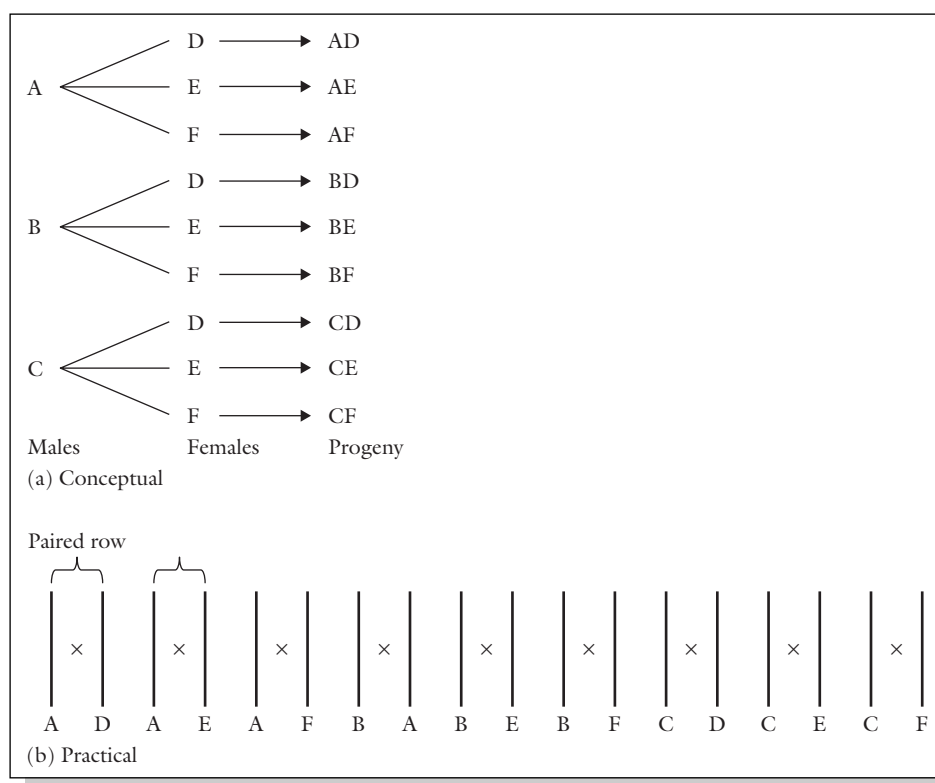 D AD
A E AE
F AF
D BD
B E BE
F BF
D CD
C E CE
F CF
Males Females Progeny
(a) Conceptual
Paired row
× × × × × × × × ×
A D A E A F B A B E B F C D C E C F
(b) Practical